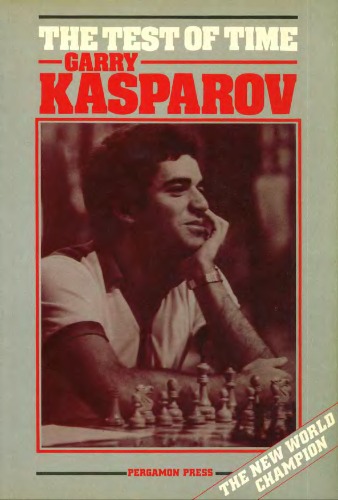 THE TEST OF TIME
GARRY
KASPAROV
THE NEW WORLD
CHAMPION
PERGAMON PRESS